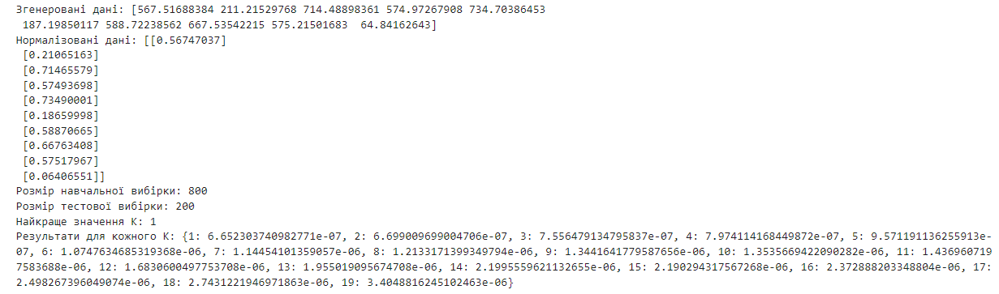 Згенеровані дані: [567.51688384 211.21529768 714.48898361 574.97267908 734.70386453
187.19850117 588.72238562 667.53542215 575.21501683  64.84162643]
Нормалізовані дані: [[0.56747037]
[0.21065163]
[0.71465579]
[0.57493698]
[0.73490001]
[0.18659998]
[0.58870665]
[0.66763408]
[0.57517967]
[0.06406551]]
Розмір навчальної вибірки: 800
Розмір тестової вибірки: 200
Найкраще значення K: 1
Результати для кожного K: {1: 6.652303740982771e-07, 2: 6.699009699004706e-07, 3: 7.556479134795837e-07, 4: 7.974114168449872e-07, 5: 9.571191136255913e-
07, 6: 1.0747634685319368e-06, 7: 1.14454101359057e-06, 8: 1.2133171399349794e-06, 9: 1.3441641779587656e-06, 10: 1.3535669422090282e-06, 11: 1.436960719
7583688e-06, 12: 1.6830600497753708e-06, 13: 1.955019095674708e-06, 14: 2.1995559621132655e-06, 15: 2.190294317567268e-06, 16: 2.372888203348804e-06, 17:
2.498267396049074e-06, 18: 2.7431221946971863e-06, 19: 3.4048816245102463e-06}